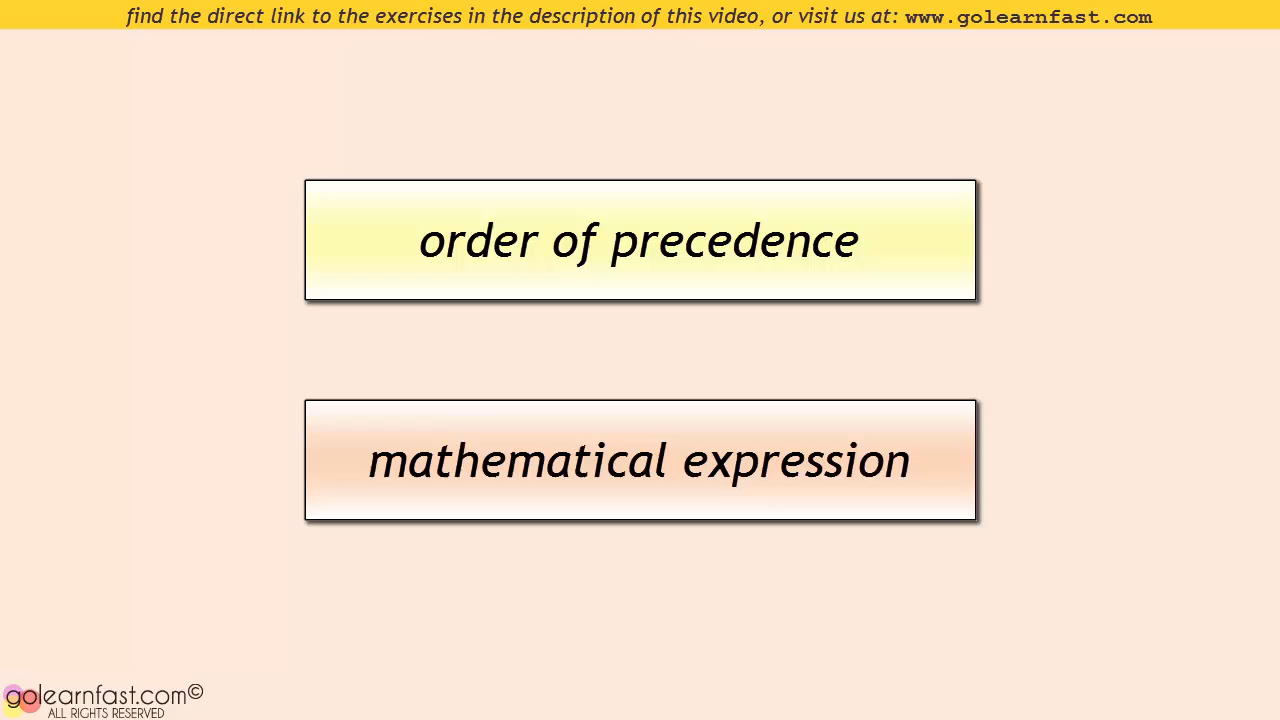 find the direct link to the exercises in the description of this video, or visit us at: www.golearnfast.com
order of precedence
mathematical expression
golearnfast.com©
ALL RIGHTS RESERVED